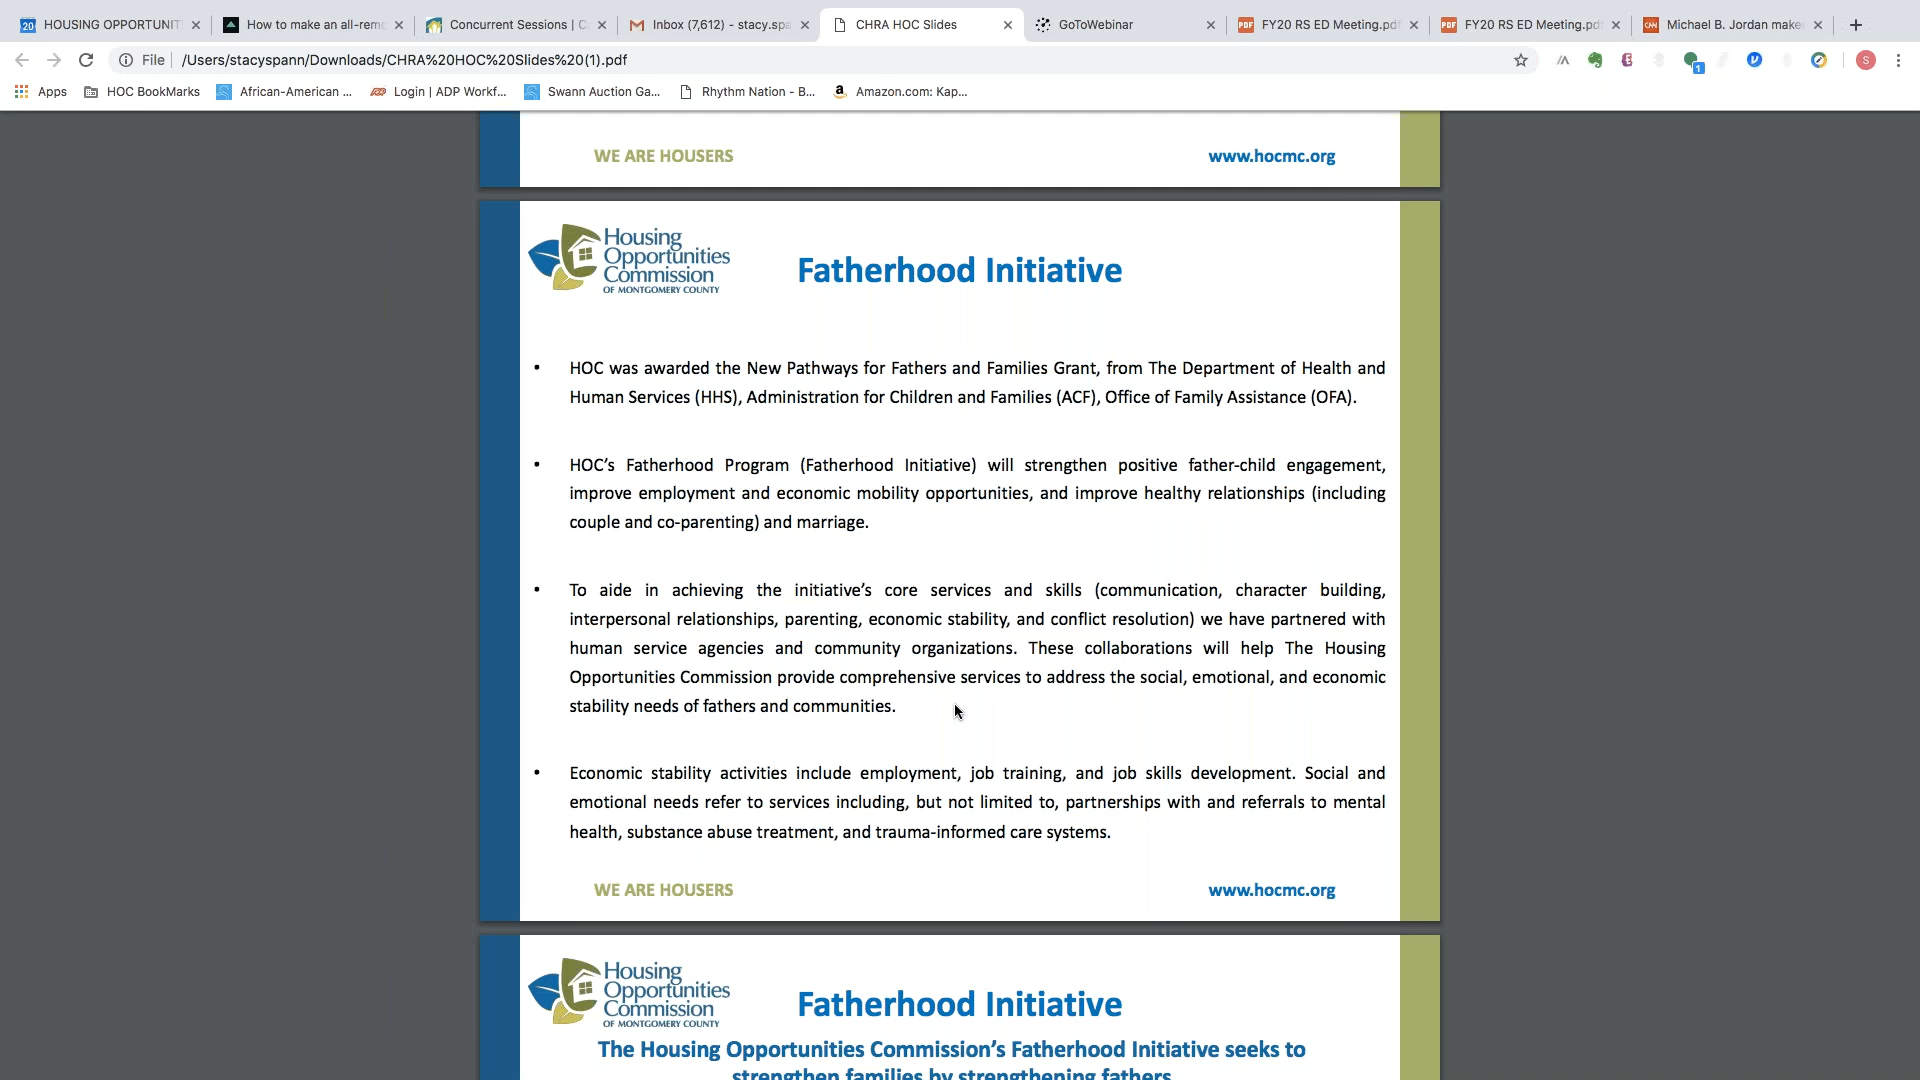 HOUSING OPPORTUNIT
How to make an all-remo
Concurrent Sessions | C
Inbox (7,612) - stacy.spa
CHRA HOC Slides
GoToWebinar
FY20 RS ED Meeting.pdf
FY20 RS ED Meeting.pdf
Michael B. Jordan make
File
/Users/stacyspann/Downloads/CHRA%20HOC%20Slides%20(1).pdf
1
S
Apps
HOC BookMarks
African-American ...
Login | ADP Workf...
Swann Auction Ga...
Rhythm Nation - B...
Amazon.com: Kap...
WE ARE HOUSERS
www.hocmc.org
Housing
Opportunities
Commission
OF MONTGOMERY COUNTY
Fatherhood Initiative
• HOC was awarded the New Pathways for Fathers and Families Grant, from The Department of Health and
Human Services (HHS), Administration for Children and Families (ACF), Office of Family Assistance (OFA).
• HOC’s Fatherhood Program (Fatherhood Initiative) will strengthen positive father-child engagement,
improve employment and economic mobility opportunities, and improve healthy relationships (including
couple and co-parenting) and marriage.
• To aide in achieving the initiative’s core services and skills (communication, character building,
interpersonal relationships, parenting, economic stability, and conflict resolution) we have partnered with
human service agencies and community organizations. These collaborations will help The Housing
Opportunities Commission provide comprehensive services to address the social, emotional, and economic
stability needs of fathers and communities.
• Economic stability activities include employment, job training, and job skills development. Social and
emotional needs refer to services including, but not limited to, partnerships with and referrals to mental
health, substance abuse treatment, and trauma-informed care systems.
WE ARE HOUSERS
www.hocmc.org
Housing
Opportunities
Commission
OF MONTGOMERY COUNTY
Fatherhood Initiative
The Housing Opportunities Commission’s Fatherhood Initiative seeks to
strengthen families by strengthening fathers